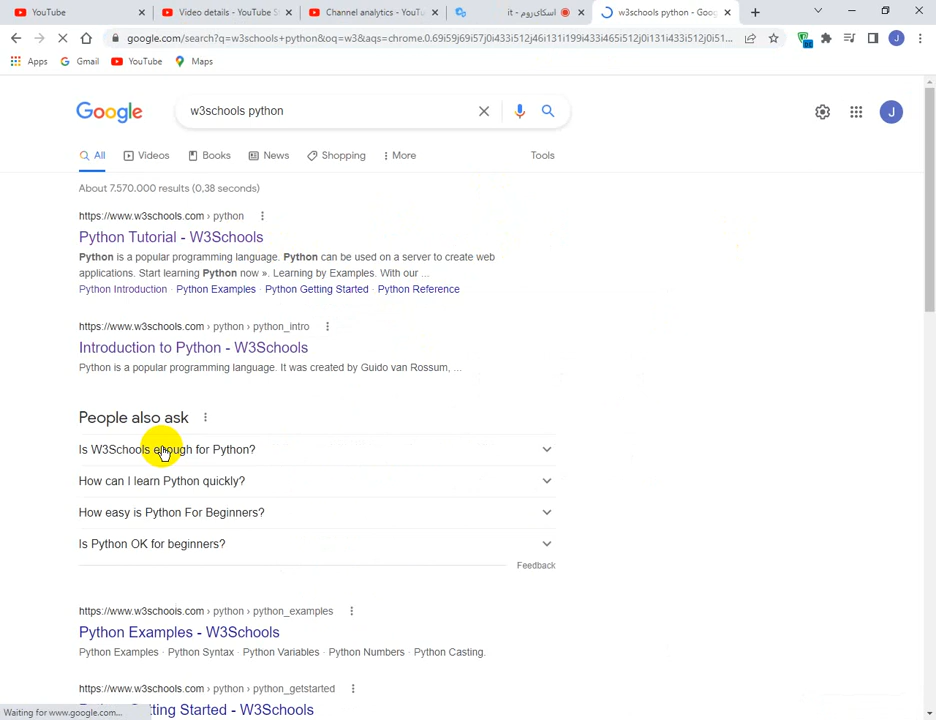 YouTube
Video details - YouTube S
Channel analytics - YouTu
اسکای‌روم - it
w3schools python - Goog
google.com/search?q=w3schools+python&oq=w3&aqs=chrome.0.69i59j69i57j0i433i512j46i131i199i433i465i512j0i131i433i512j0i51...
Apps
Gmail
YouTube
Maps
Google
w3schools python
J
All
Videos
Books
News
Shopping
More
Tools
About 7.570.000 results (0,38 seconds)
https://www.w3schools.com › python
Python Tutorial - W3Schools
Python is a popular programming language. Python can be used on a server to create web
applications. Start learning Python now ». Learning by Examples. With our ...
Python Introduction · Python Examples · Python Getting Started · Python Reference
https://www.w3schools.com › python › python_intro
Introduction to Python - W3Schools
Python is a popular programming language. It was created by Guido van Rossum, ...
People also ask
Is W3Schools enough for Python?
How can I learn Python quickly?
How easy is Python For Beginners?
Is Python OK for beginners?
Feedback
https://www.w3schools.com › python › python_examples
Python Examples - W3Schools
Python Examples · Python Syntax · Python Variables · Python Numbers · Python Casting.
https://www.w3schools.com › python › python_getstarted
tting Started - W3Schools
Waiting for www.google.com...